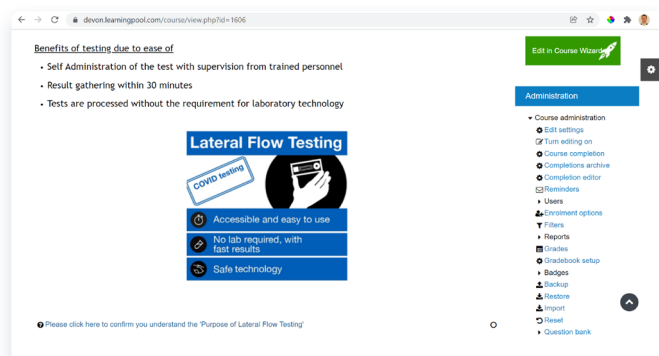 devon.learningpool.com/course/view.php?id=1606
Benefits of testing due to ease of
• Self Administration of the test with supervision from trained personnel
• Result gathering within 30 minutes
• Tests are processed without the requirement for laboratory technology
Lateral Flow Testing
COVID testing
Accessible and easy to use
No lab required, with
fast results
Safe technology
Please click here to confirm you understand the 'Purpose of Lateral Flow Testing'
Edit in Course Wizard
Administration
Course administration
Edit settings
Turn editing on
Course completion
Completions archive
Completion editor
Reminders
Users
Enrolment options
Filters
Reports
Grades
Gradebook setup
Badges
Backup
Restore
Import
Reset
Question bank